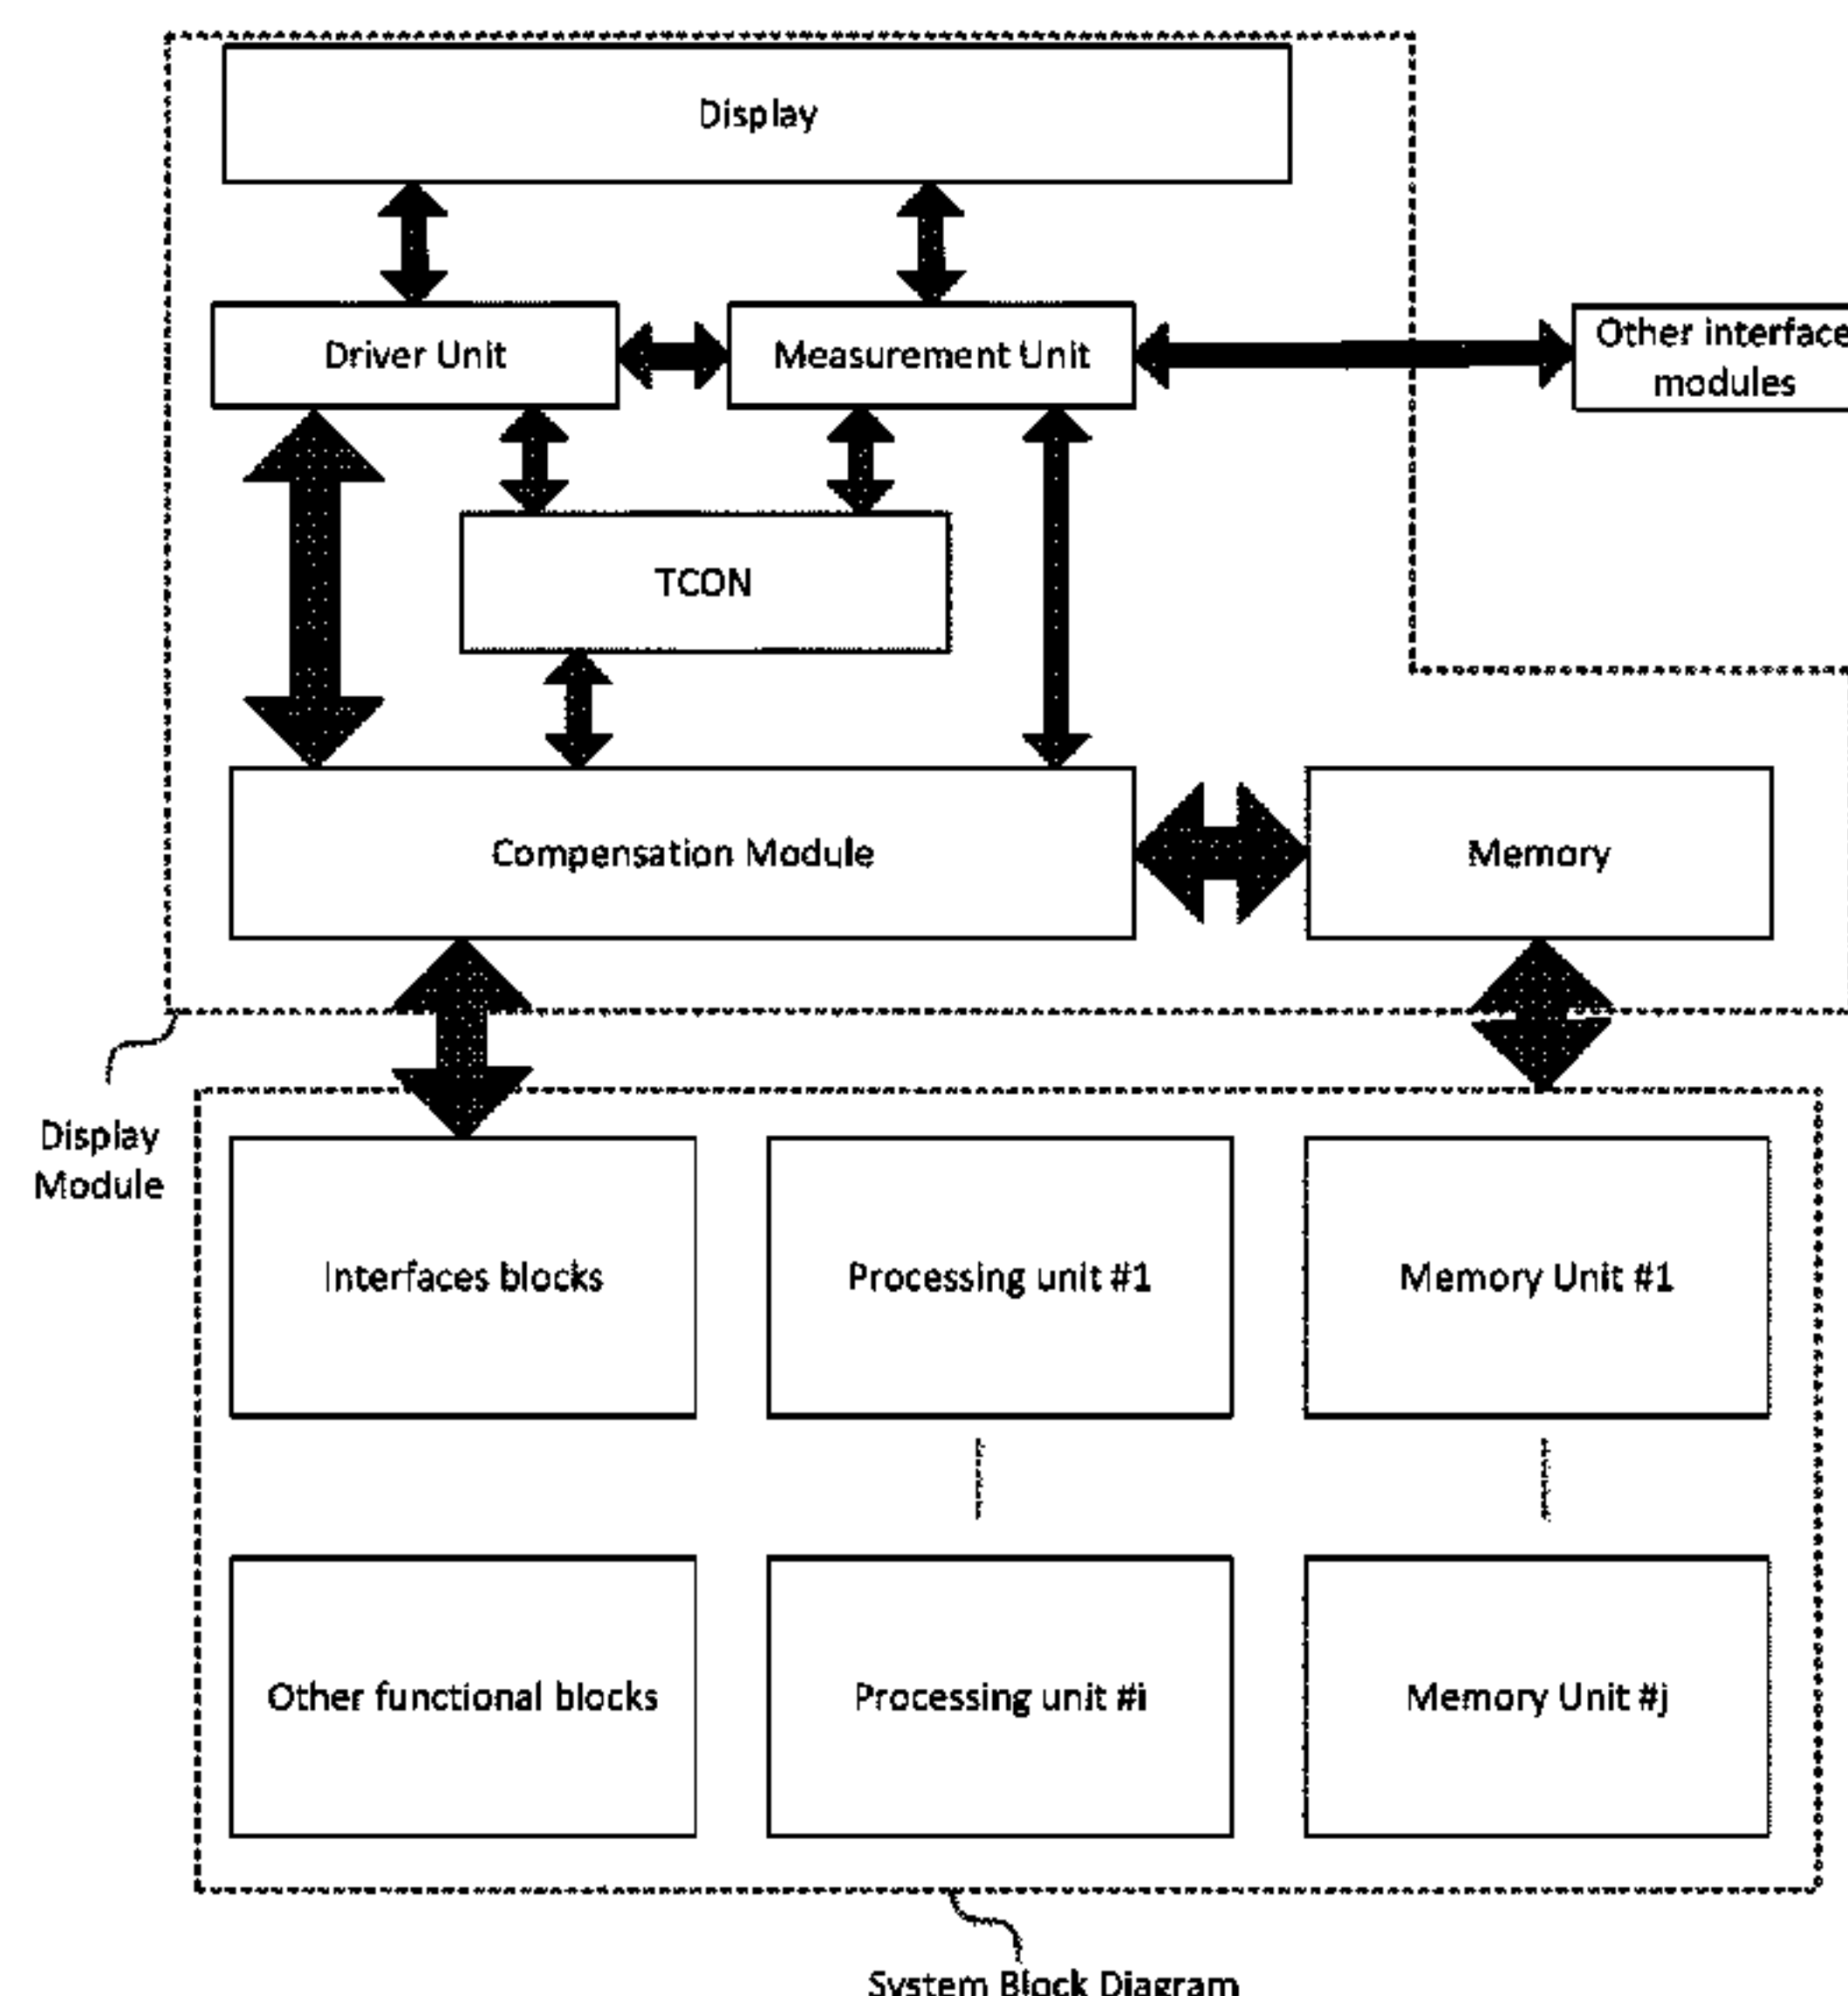 Display
Driver Unit
Measurement Unit
Other interface
modules
TCON
Compensation Module
Memory
Display
Module
Interfaces blocks
Processing unit #1
Memory Unit #1
Other functional blocks
Processing unit #i
Memory Unit #j
System Block Diagram